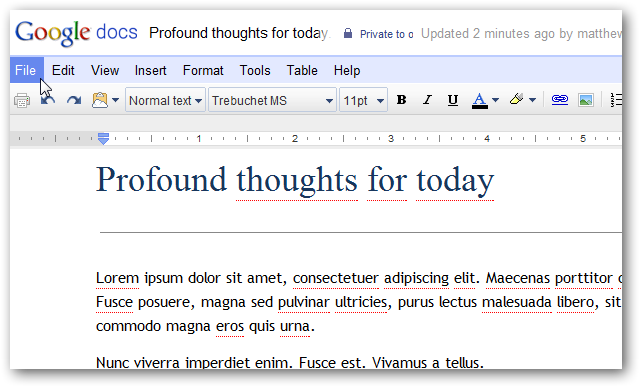 Google docs Profound thoughts for today. Private to o Updated 2 minutes ago by matthew
File Edit View Insert Format Tools Table Help
Normal text Trebuchet MS 11pt B I U A
1 2 3 4 5
Profound thoughts for today
Lorem ipsum dolor sit amet, consectetuer adipiscing elit. Maecenas porttitor
Fusce posuere, magna sed pulvinar ultricies, purus lectus malesuada libero, sit
commodo magna eros quis urna.
Nunc viverra imperdiet enim. Fusce est. Vivamus a tellus.